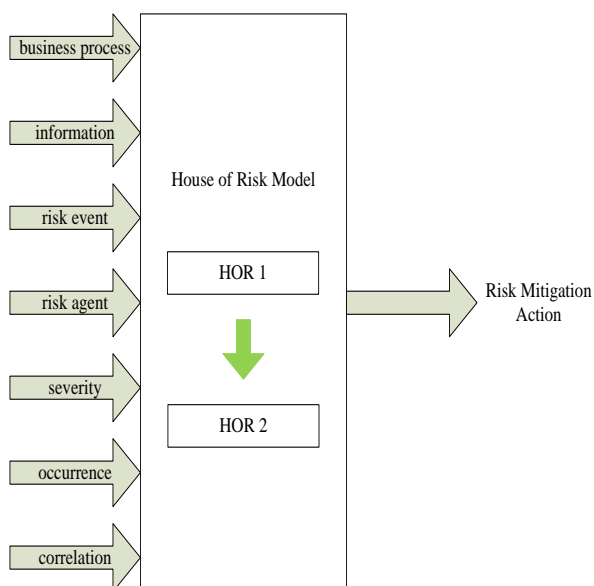 business process
information
risk event
risk agent
severity
occurrence
correlation
House of Risk Model
HOR 1
HOR 2
Risk Mitigation
Action